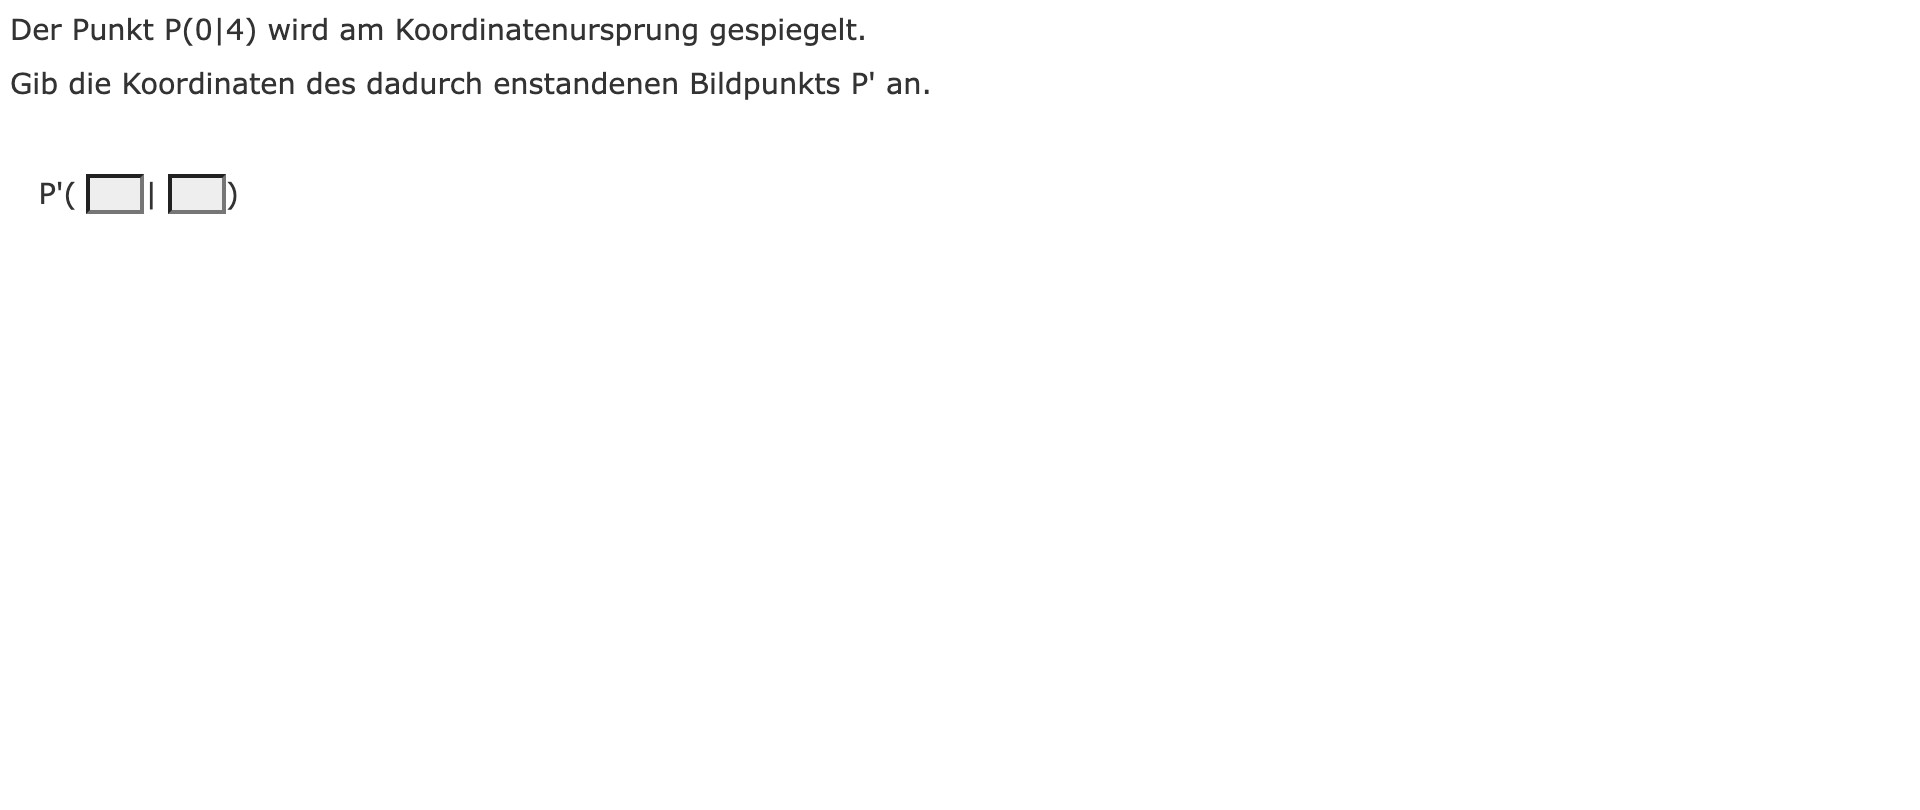 Der Punkt P(0|4) wird am Koordinatenursprung gespiegelt.
Gib die Koordinaten des dadurch enstandenen Bildpunkts P' an.
P'( | )